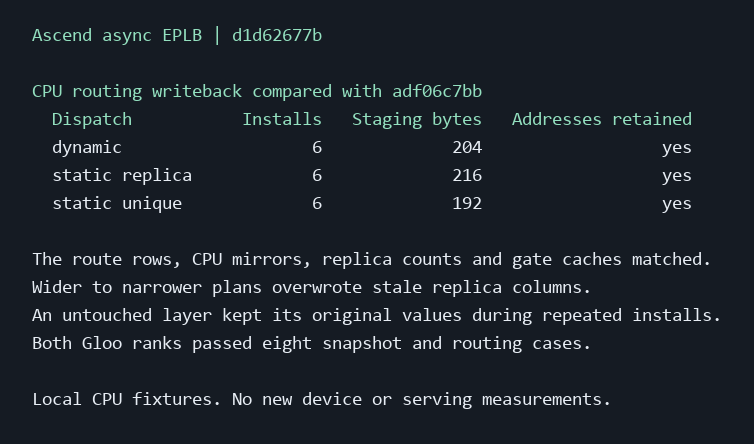 Ascend async EPLB | d1d62677b
CPU routing writeback compared with adf06c7bb
Dispatch Installs Staging bytes Addresses retained
dynamic 6 204 yes
static replica 6 216 yes
static unique 6 192 yes
The route rows, CPU mirrors, replica counts and gate caches matched.
Wider to narrower plans overwrote stale replica columns.
An untouched layer kept its original values during repeated installs.
Both Gloo ranks passed eight snapshot and routing cases.
Local CPU fixtures. No new device or serving measurements.